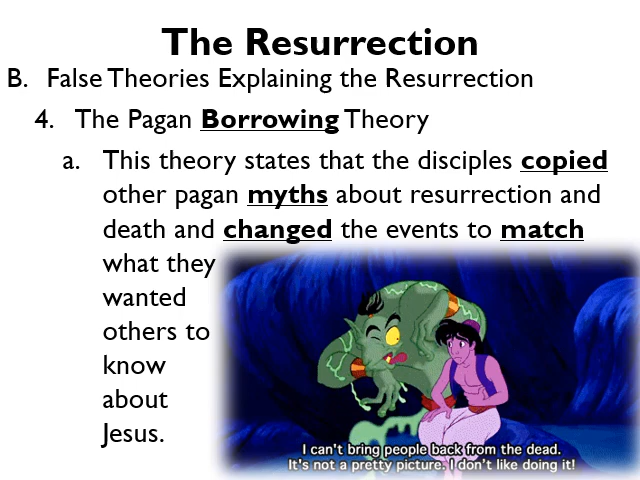 The Resurrection
B. False Theories Explaining the Resurrection
4. The Pagan Borrowing Theory
a. This theory states that the disciples copied
other pagan myths about resurrection and
death and changed the events to match
what they
wanted
others to
know
about
Jesus.
I can't bring people back from the dead.
It's not a pretty picture. I don't like doing it!